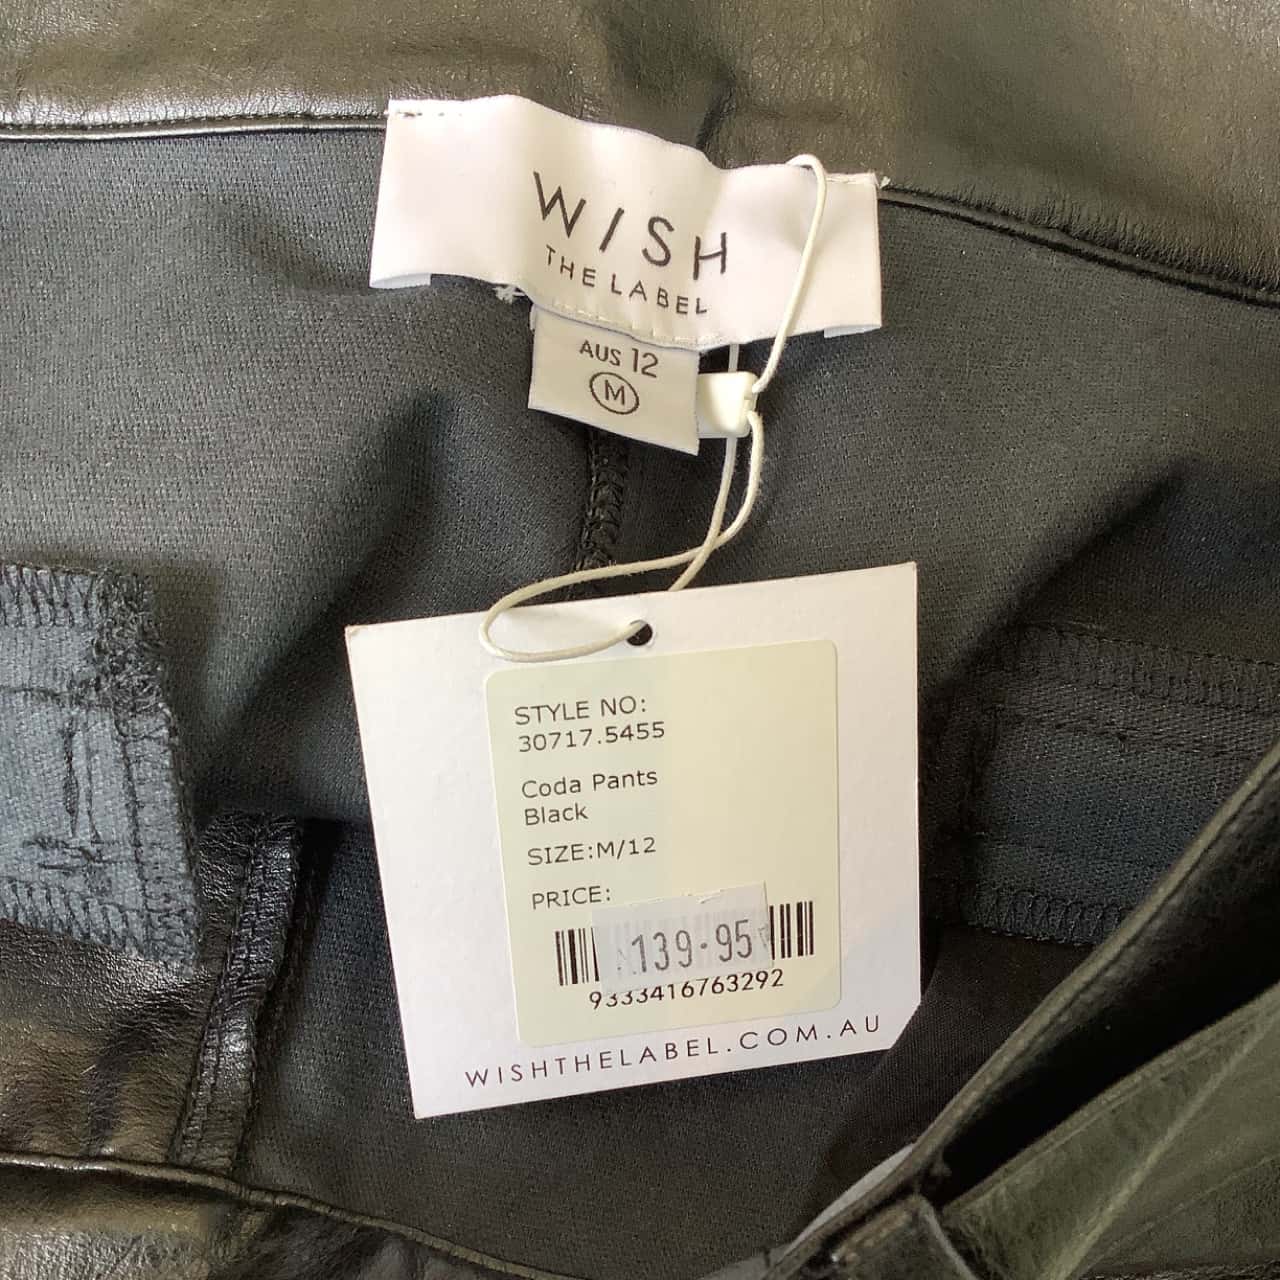 WISH
THE LABEL
AUS 12
M
STYLE NO:
30717.5455
Coda Pants
Black
SIZE:M/12
PRICE:
139-95
9333416763292
WISHTHELABEL.COM.AU